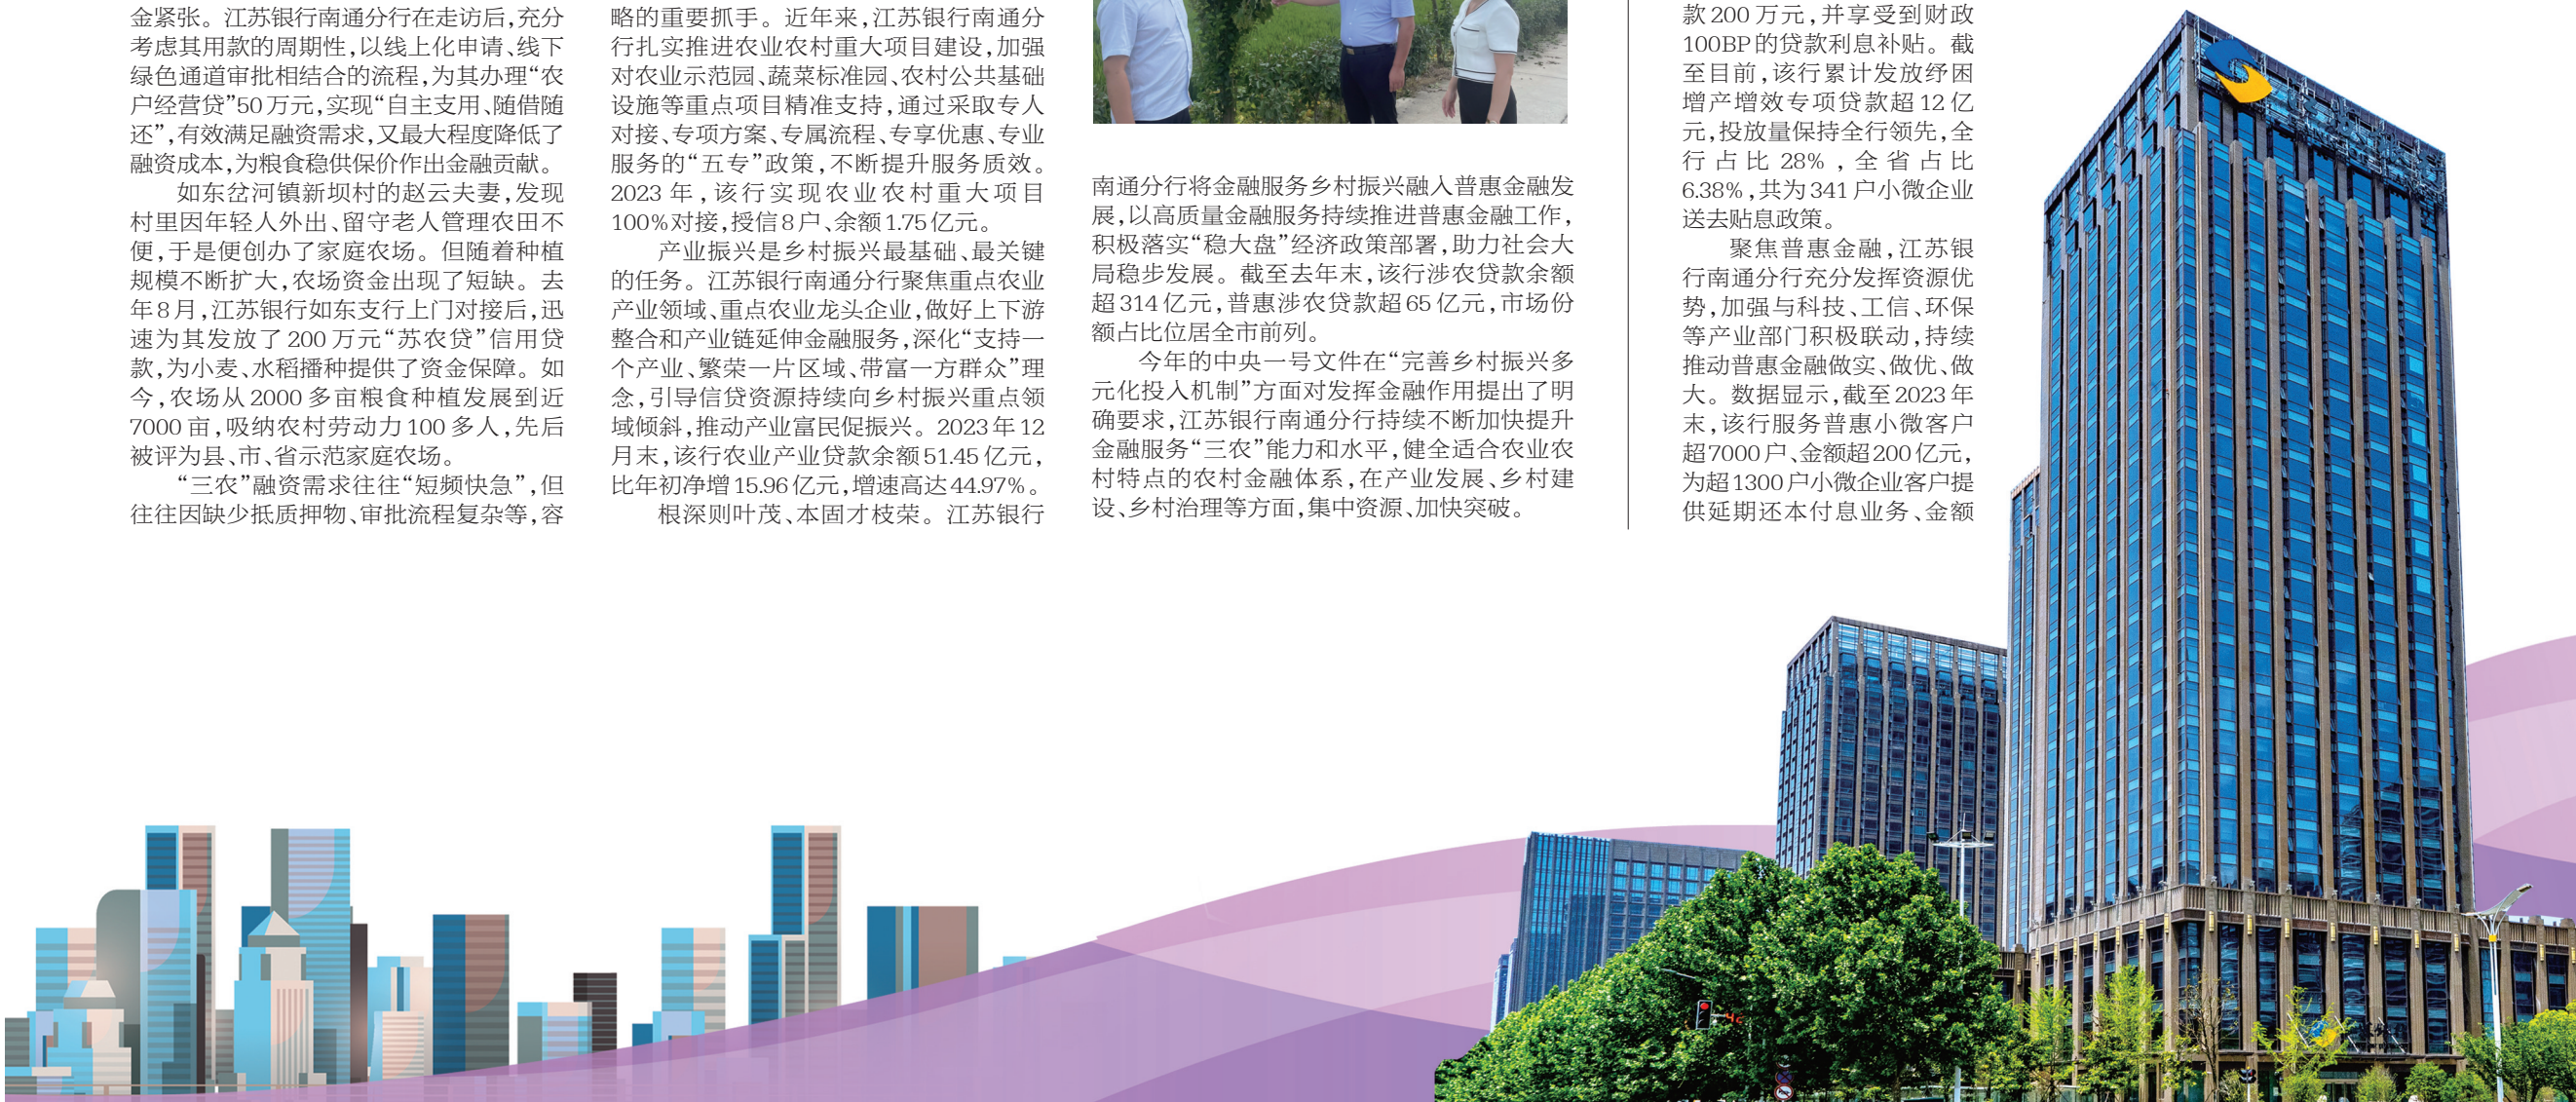 金紧张。江苏银行南通分行在走访后,充分
考虑其用款的周期性,以线上化申请、线下
绿色通道审批相结合的流程,为其办理“农
户经营贷”50万元,实现“自主支用、随借随
还”,有效满足融资需求,又最大程度降低了
融资成本,为粮食稳供保价作出金融贡献。
如东岔河镇新坝村的赵云夫妻,发现
村里因年轻人外出、留守老人管理农田不
便,于是便创办了家庭农场。但随着种植
规模不断扩大,农场资金出现了短缺。去
年8月,江苏银行如东支行上门对接后,迅
速为其发放了200万元“苏农贷”信用贷
款,为小麦、水稻播种提供了资金保障。如
今,农场从2000多亩粮食种植发展到近
7000亩,吸纳农村劳动力100多人,先后
被评为县、市、省示范家庭农场。
“三农”融资需求往往“短频快急”,但
往往因缺少抵质押物、审批流程复杂等,容
略的重要抓手。近年来,江苏银行南通分
行扎实推进农业农村重大项目建设,加强
对农业示范园、蔬菜标准园、农村公共基础
设施等重点项目精准支持,通过采取专人
对接、专项方案、专属流程、专享优惠、专业
服务的“五专”政策,不断提升服务质效。
2023年,该行实现农业农村重大项目
100%对接,授信8户、余额1.75亿元。
产业振兴是乡村振兴最基础、最关键
的任务。江苏银行南通分行聚焦重点农业
产业领域、重点农业龙头企业,做好上下游
整合和产业链延伸金融服务,深化“支持一
个产业、繁荣一片区域、带富一方群众”理
念,引导信贷资源持续向乡村振兴重点领
域倾斜,推动产业富民促振兴。2023年12
月末,该行农业产业贷款余额51.45亿元,
比年初净增15.96亿元,增速高达44.97%。
根深则叶茂、本固才枝荣。江苏银行
南通分行将金融服务乡村振兴融入普惠金融发
展,以高质量金融服务持续推进普惠金融工作,
积极落实“稳大盘”经济政策部署,助力社会大
局稳步发展。截至去年末,该行涉农贷款余额
超314亿元,普惠涉农贷款超65亿元,市场份
额占比位居全市前列。
今年的中央一号文件在“完善乡村振兴多
元化投入机制”方面对发挥金融作用提出了明
确要求,江苏银行南通分行持续不断加快提升
金融服务“三农”能力和水平,健全适合农业农
村特点的农村金融体系,在产业发展、乡村建
设、乡村治理等方面,集中资源、加快突破。
款200万元,并享受到财政
100BP的贷款利息补贴。截
至目前,该行累计发放纾困
增产增效专项贷款超12亿
元,投放量保持全行领先,全
行占比28%,全省占比
6.38%,共为341户小微企业
送去贴息政策。
聚焦普惠金融,江苏银
行南通分行充分发挥资源优
势,加强与科技、工信、环保
等产业部门积极联动,持续
推动普惠金融做实、做优、做
大。数据显示,截至2023年
末,该行服务普惠小微客户
超7000户、金额超200亿元,
为超1300户小微企业客户提
供延期还本付息业务、金额